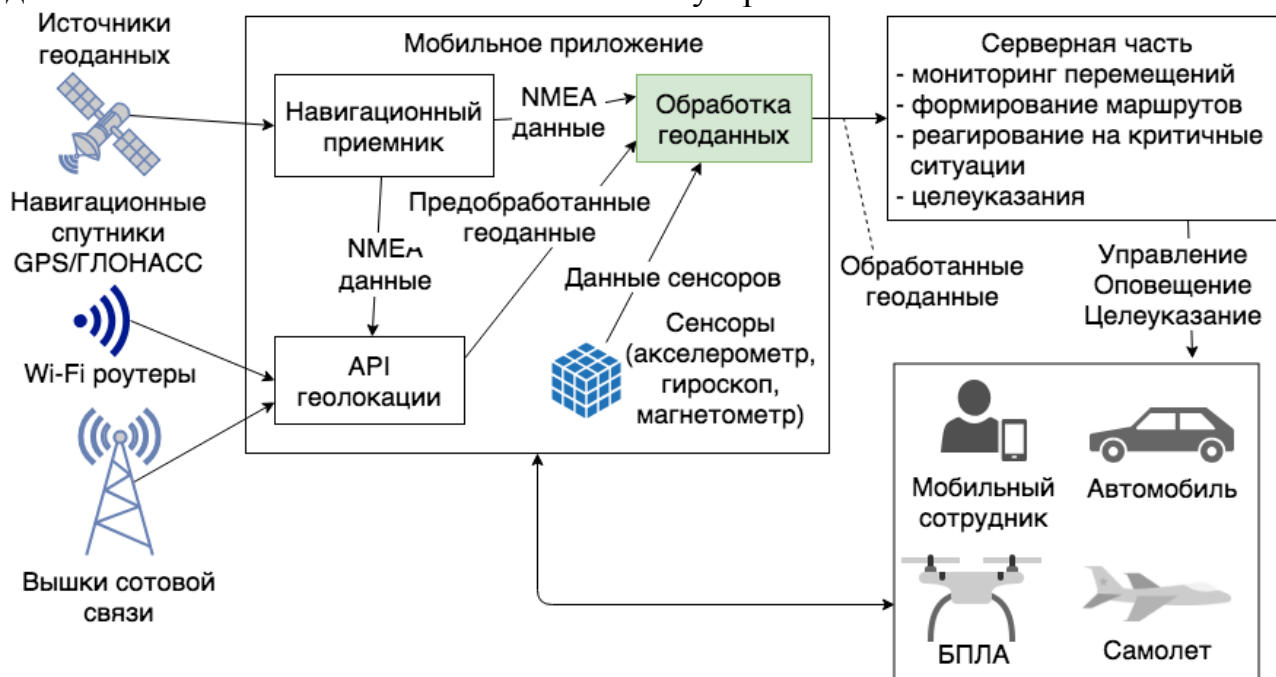 Источники
геоданных
Навигационные
спутники
GPS/ГЛОНАСС
Wi-Fi роутеры
Вышки сотовой
связи
Мобильное приложение
Навигационный
приемник
NMEA
данные
Обработка
геоданных
NMEA
данные
Предобработанные
геоданные
Данные сенсоров
API
геолокации
Сенсоры
(акселерометр,
гироскоп,
магнетометр)
Обработанные
геоданные
Серверная часть
- мониторинг перемещений
- формирование маршрутов
- реагирование на критичные
ситуации
- целеуказания
Управление
Оповещение
Целеуказание
Мобильный
сотрудник
Автомобиль
БПЛА
Самолет